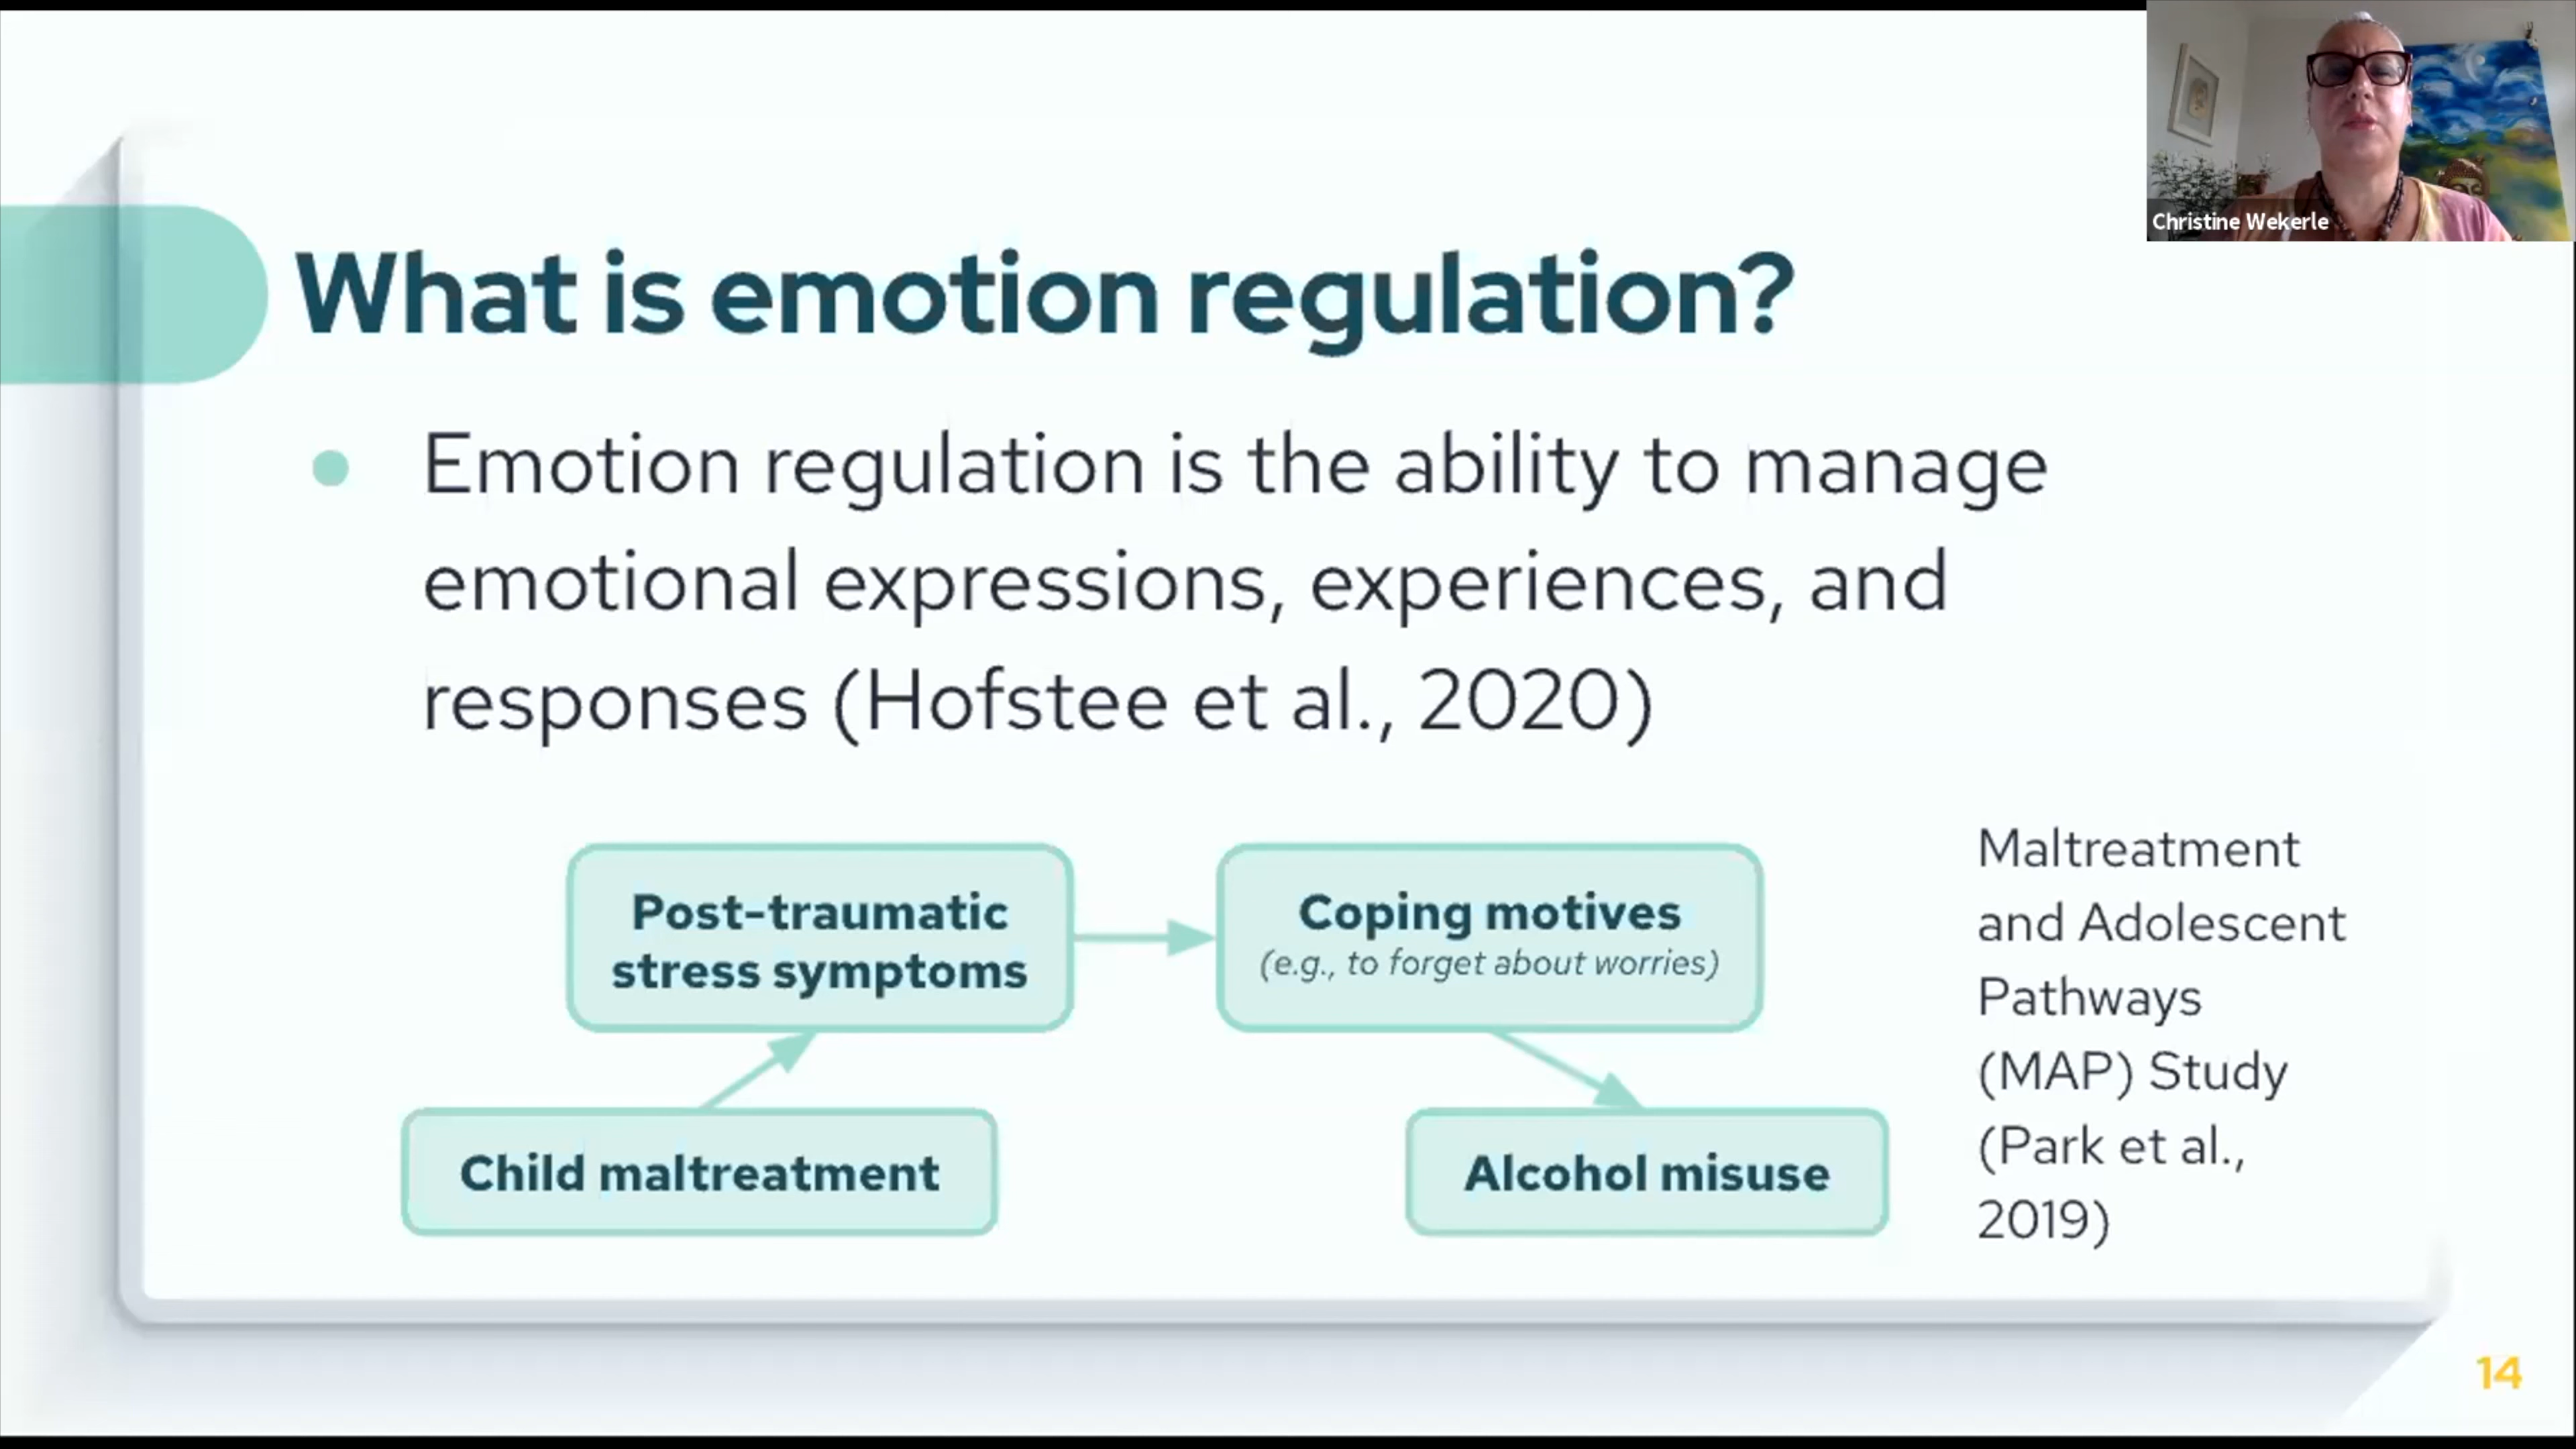 Christine Wekerle
What is emotion regulation?
Emotion regulation is the ability to manage
emotional expressions, experiences, and
responses (Hofstee et al., 2020)
Post-traumatic
stress symptoms
Coping motives
(e.g., to forget about worries)
Child maltreatment
Alcohol misuse
Maltreatment
and Adolescent
Pathways
(MAP) Study
(Park et al.,
2019)
14